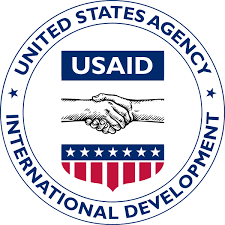 UNITED STATES AGENCY
USAID
INTERNATIONAL DEVELOPMENT